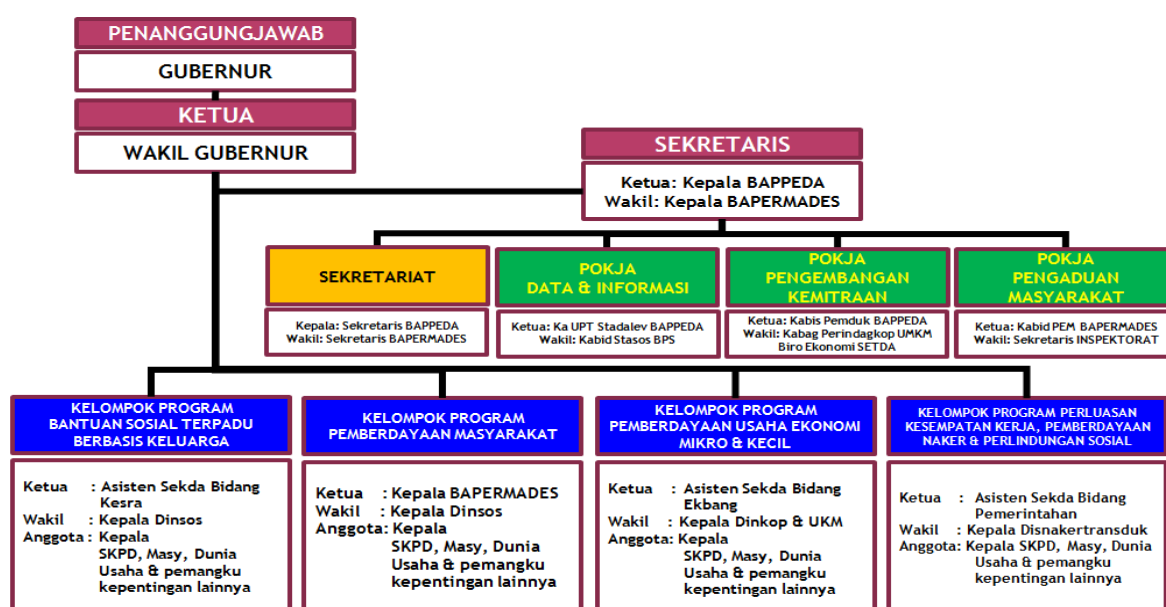 PENANGGUNGJAWAB
GUBERNUR
KETUA
WAKIL GUBERNUR
SEKRETARIS
Ketua: Kepala BAPPEDA
Wakil: Kepala BAPERMADES
SEKRETARIAT
Kepala: Sekretaris BAPPEDA
Wakil: Sekretaris BAPERMADES
POKJA
DATA & INFORMASI
Ketua: Ka UPT Stadalev BAPPEDA
Wakil: Kabid Stasos BPS
POKJA
PENGEMBANGAN
KEMITRAAN
Ketua: Kabis Pemduk BAPPEDA
Wakil: Kabag Perindagkop UMKM
Biro Ekonomi SETDA
POKJA
PENGADUAN
MASYARAKAT
Ketua: Kabid PEM BAPERMADES
Wakil: Sekretaris INSPEKTORAT
KELOMPOK PROGRAM
BANTUAN SOSIAL TERPADU
BERBASIS KELUARGA
Ketua : Asisten Sekda Bidang
Kesra
Wakil : Kepala Dinsos
Anggota : Kepala
SKPD, Masy, Dunia
Usaha & pemangku
kepentingan lainnya
KELOMPOK PROGRAM
PEMBERDAYAAN MASYARAKAT
Ketua : Kepala BAPERMADES
Wakil : Kepala Dinsos
Anggota: Kepala
SKPD, Masy, Dunia
Usaha & pemangku
kepentingan lainnya
KELOMPOK PROGRAM
PEMBERDAYAAN USAHA EKONOMI
MIKRO & KECIL
Ketua : Asisten Sekda Bidang
Ekbang
Wakil : Kepala Dinkop & UKM
Anggota: Kepala
SKPD, Masy, Dunia
Usaha & pemangku
kepentingan lainnya
KELOMPOK PROGRAM PERLUASAN
KESEMPATAN KERJA, PEMBERDAYAAN
NAKER & PERLINDUNGAN SOSIAL
Ketua : Asisten Sekda Bidang
Pemerintahan
Wakil : Kepala Disnakertransduk
Anggota: Kepala SKPD, Masy, Dunia
Usaha & pemangku
kepentingan lainnya